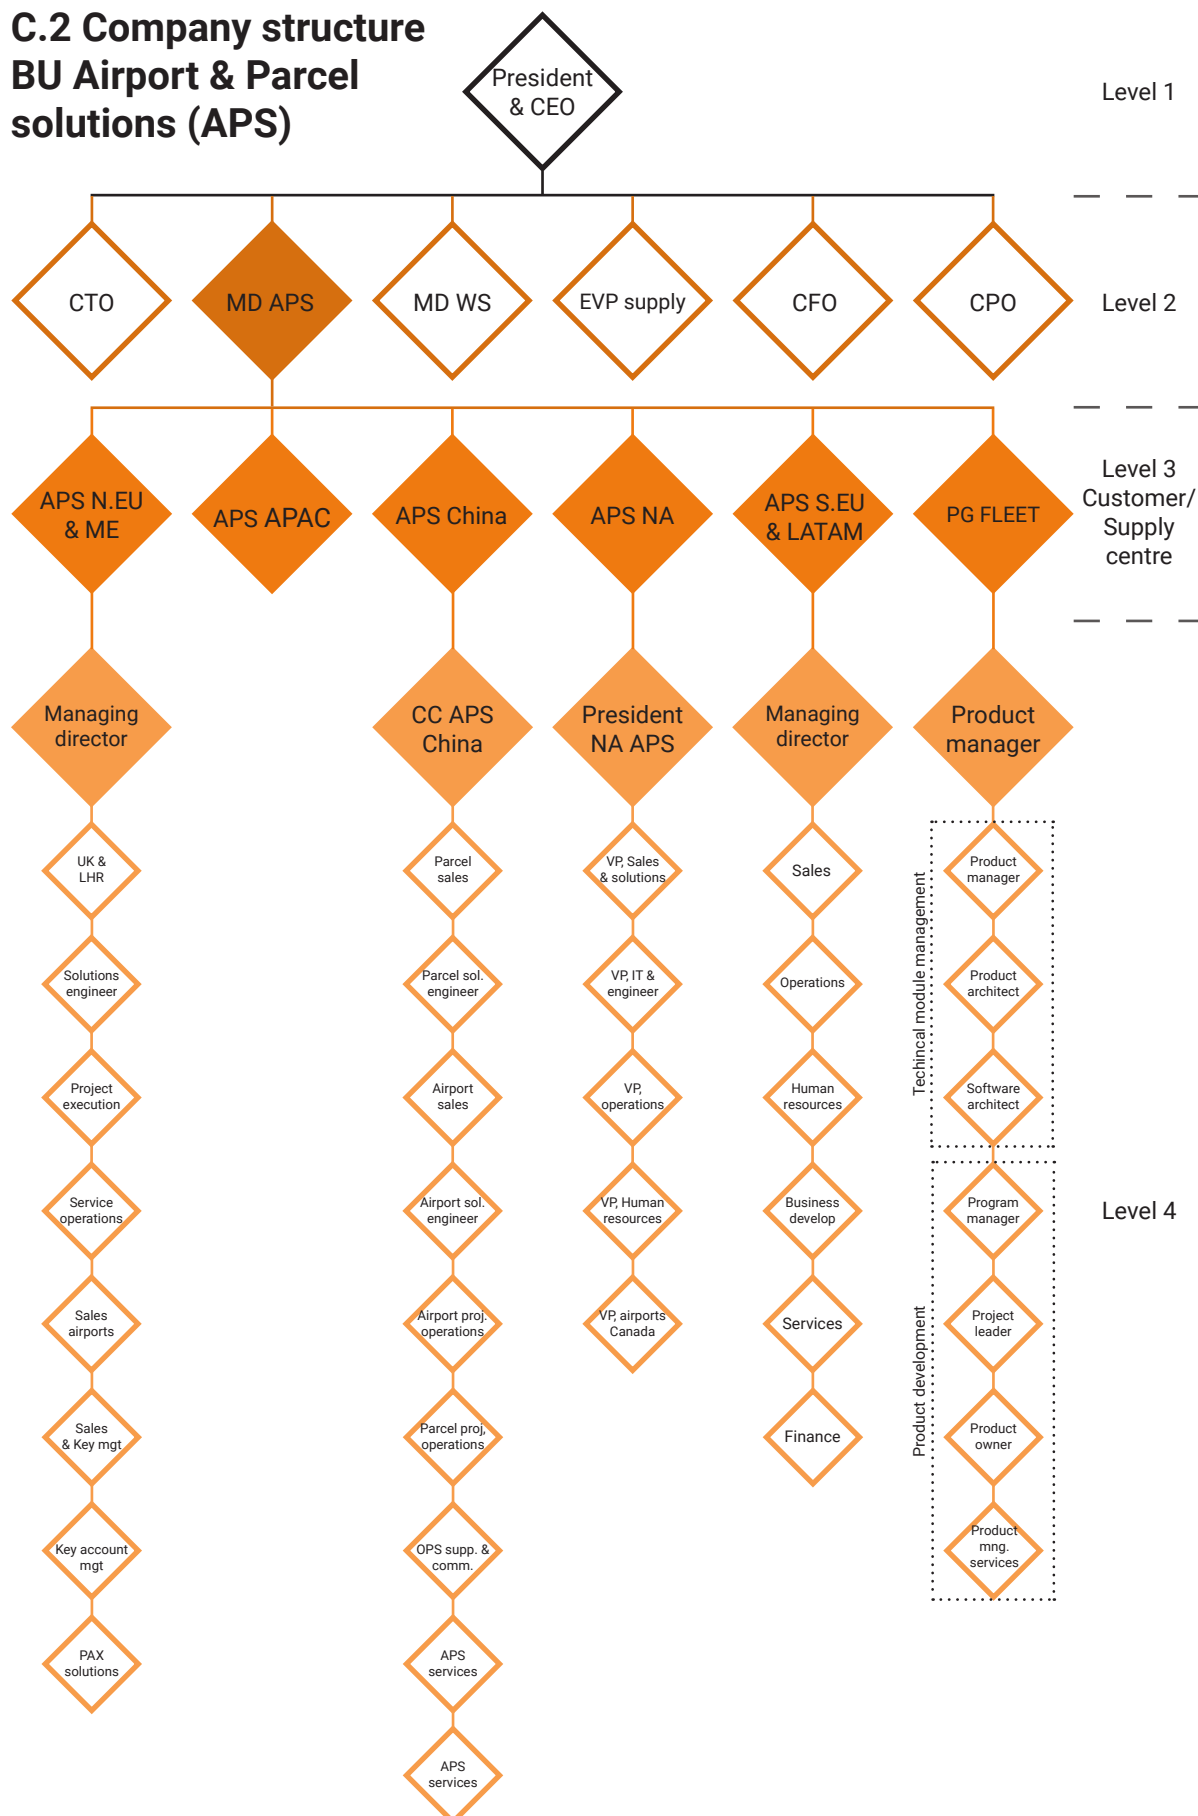 C.2 Company structure
BU Airport & Parcel
solutions (APS)
President
& CEO
Level 1
CTO
MD APS
MD WS
EVP supply
CFO
CPO
Level 2
APS N.EU
& ME
APS APAC
APS China
APS NA
APS S.EU
& LATAM
PG FLEET
Level 3
Customer/
Supply
centre
Managing
director
CC APS
China
President
NA APS
Managing
director
Product
manager
UK &
LHR
Parcel
sales
VP, Sales
& solutions
Sales
Product
manager
Solutions
engineer
Parcel sol.
engineer
VP, IT &
engineer
Operations
Product
architect
Techincal module management
Project
execution
Airport
sales
VP,
operations
Human
resources
Software
architect
Service
operations
Airport sol.
engineer
VP, Human
resources
Business
develop
Program
manager
Level 4
Sales
airports
Airport proj.
operations
VP, airports
Canada
Services
Project
leader
Product development
Sales
& Key mgt
Parcel proj,
operations
Finance
Product
owner
Key account
mgt
OPS supp. &
comm.
Product
mng.
services
PAX
solutions
APS
services
APS
services